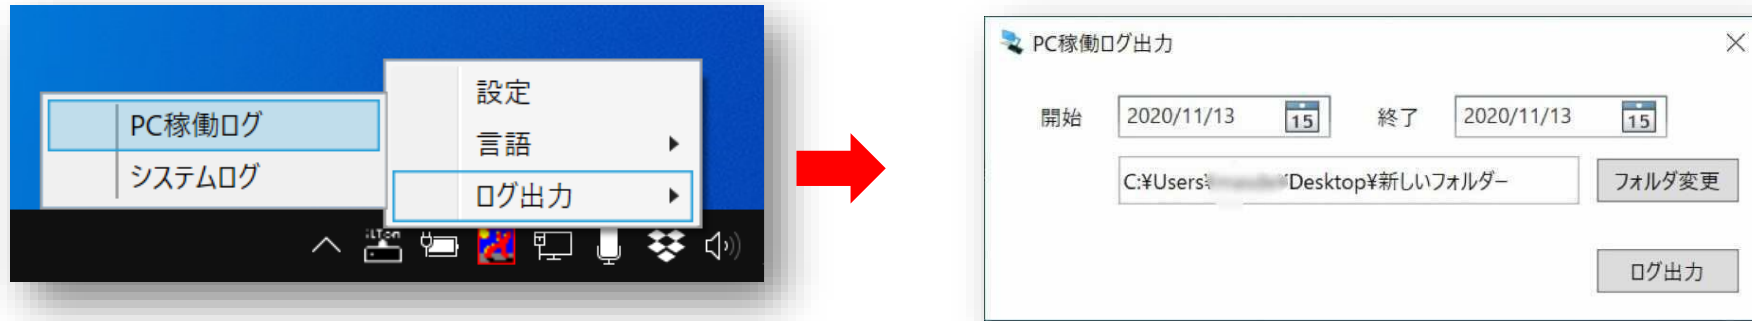 設定
言語
ログ出力
PC稼働ログ
システムログ
PC稼働ログ出力
開始 2020/11/13 15 終了 2020/11/13 15
C:¥Users¥ ¥Desktop¥新しいフォルダー フォルダ変更
ログ出力